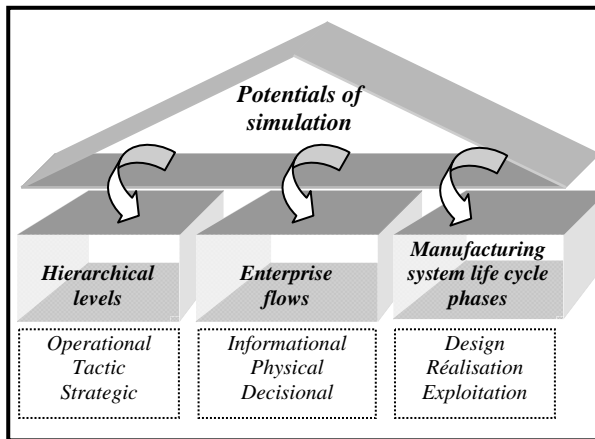 Potentials of
simulation
Hierarchical
levels
Enterprise
flows
Manufacturing
system life cycle
phases
Operational
Tactic
Strategic
Informational
Physical
Decisional
Design
Réalisation
Exploitation